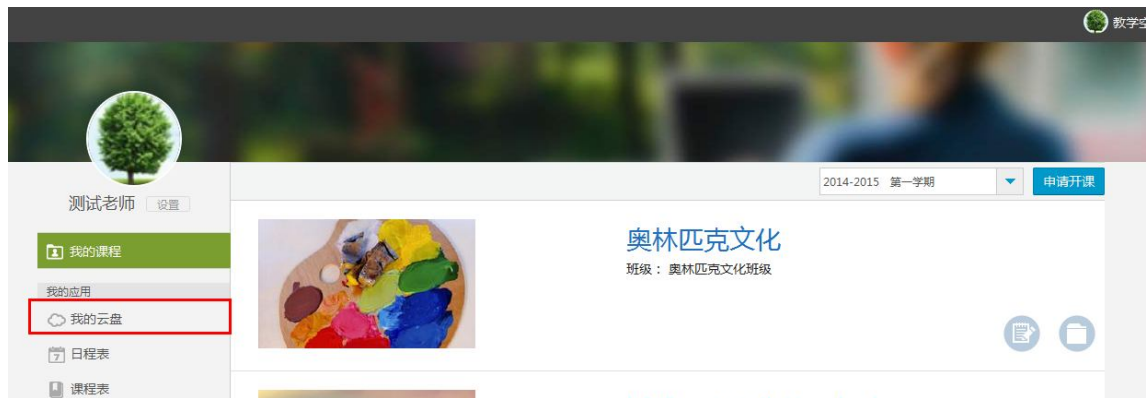 教学空
测试老师 设置
2014-2015 第一学期
申请开课
我的课程
我的应用
我的云盘
7 日程表
课程表
奥林匹克文化
班级： 奥林匹克文化班级